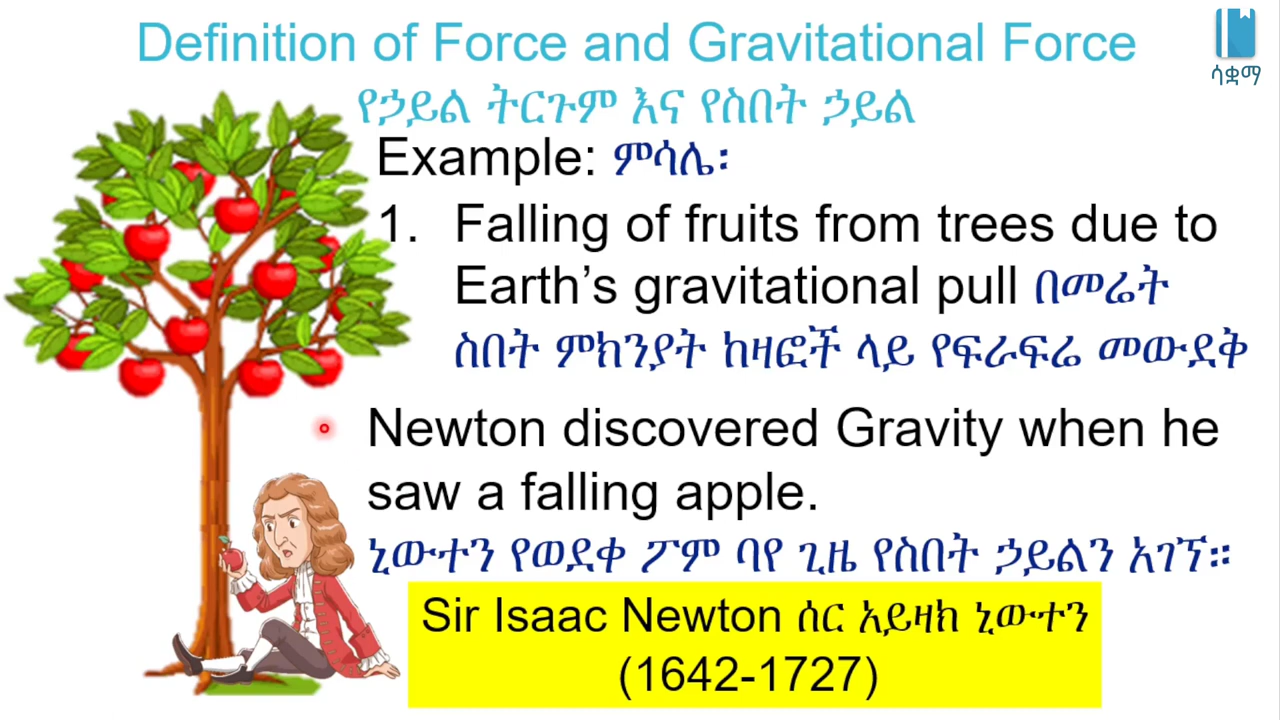 Definition of Force and Gravitational Force
ሳቋማ
የኃይል ትርጉም እና የስበት ኃይል
Example: ምሳሌ፡
1. Falling of fruits from trees due to
Earth’s gravitational pull በመሬት
ስበት ምክንያት ከዛፎች ላይ የፍራፍሬ መውደቅ
Newton discovered Gravity when he
saw a falling apple.
ኒውተን የወደቀ ፖም ባየ ጊዜ የስበት ኃይልን አገኘ።
Sir Isaac Newton ሰር አይዛክ ኒውተን
(1642-1727)